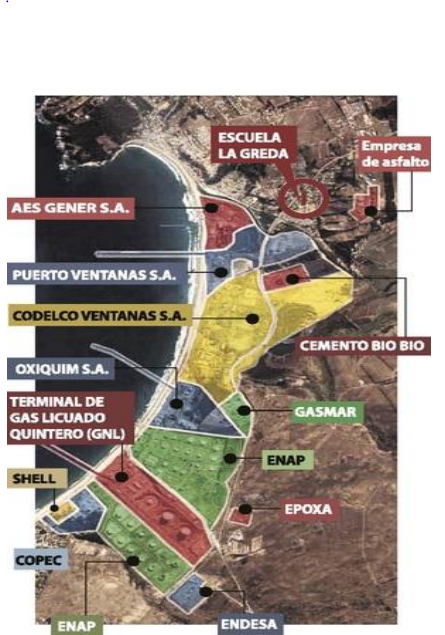 ESCUELA
LA GREDA
Empresa
de asfalto
AES GENER S.A.
PUERTO VENTANAS S.A.
CODELCO VENTANAS S.A.
CEMENTO BIO BIO
OXIQUIM S.A.
TERMINAL DE
GAS LICUADO
QUINTERO (GNL)
GASMAR
ENAP
SHELL
EPOXA
COPEC
ENAP
ENDESA